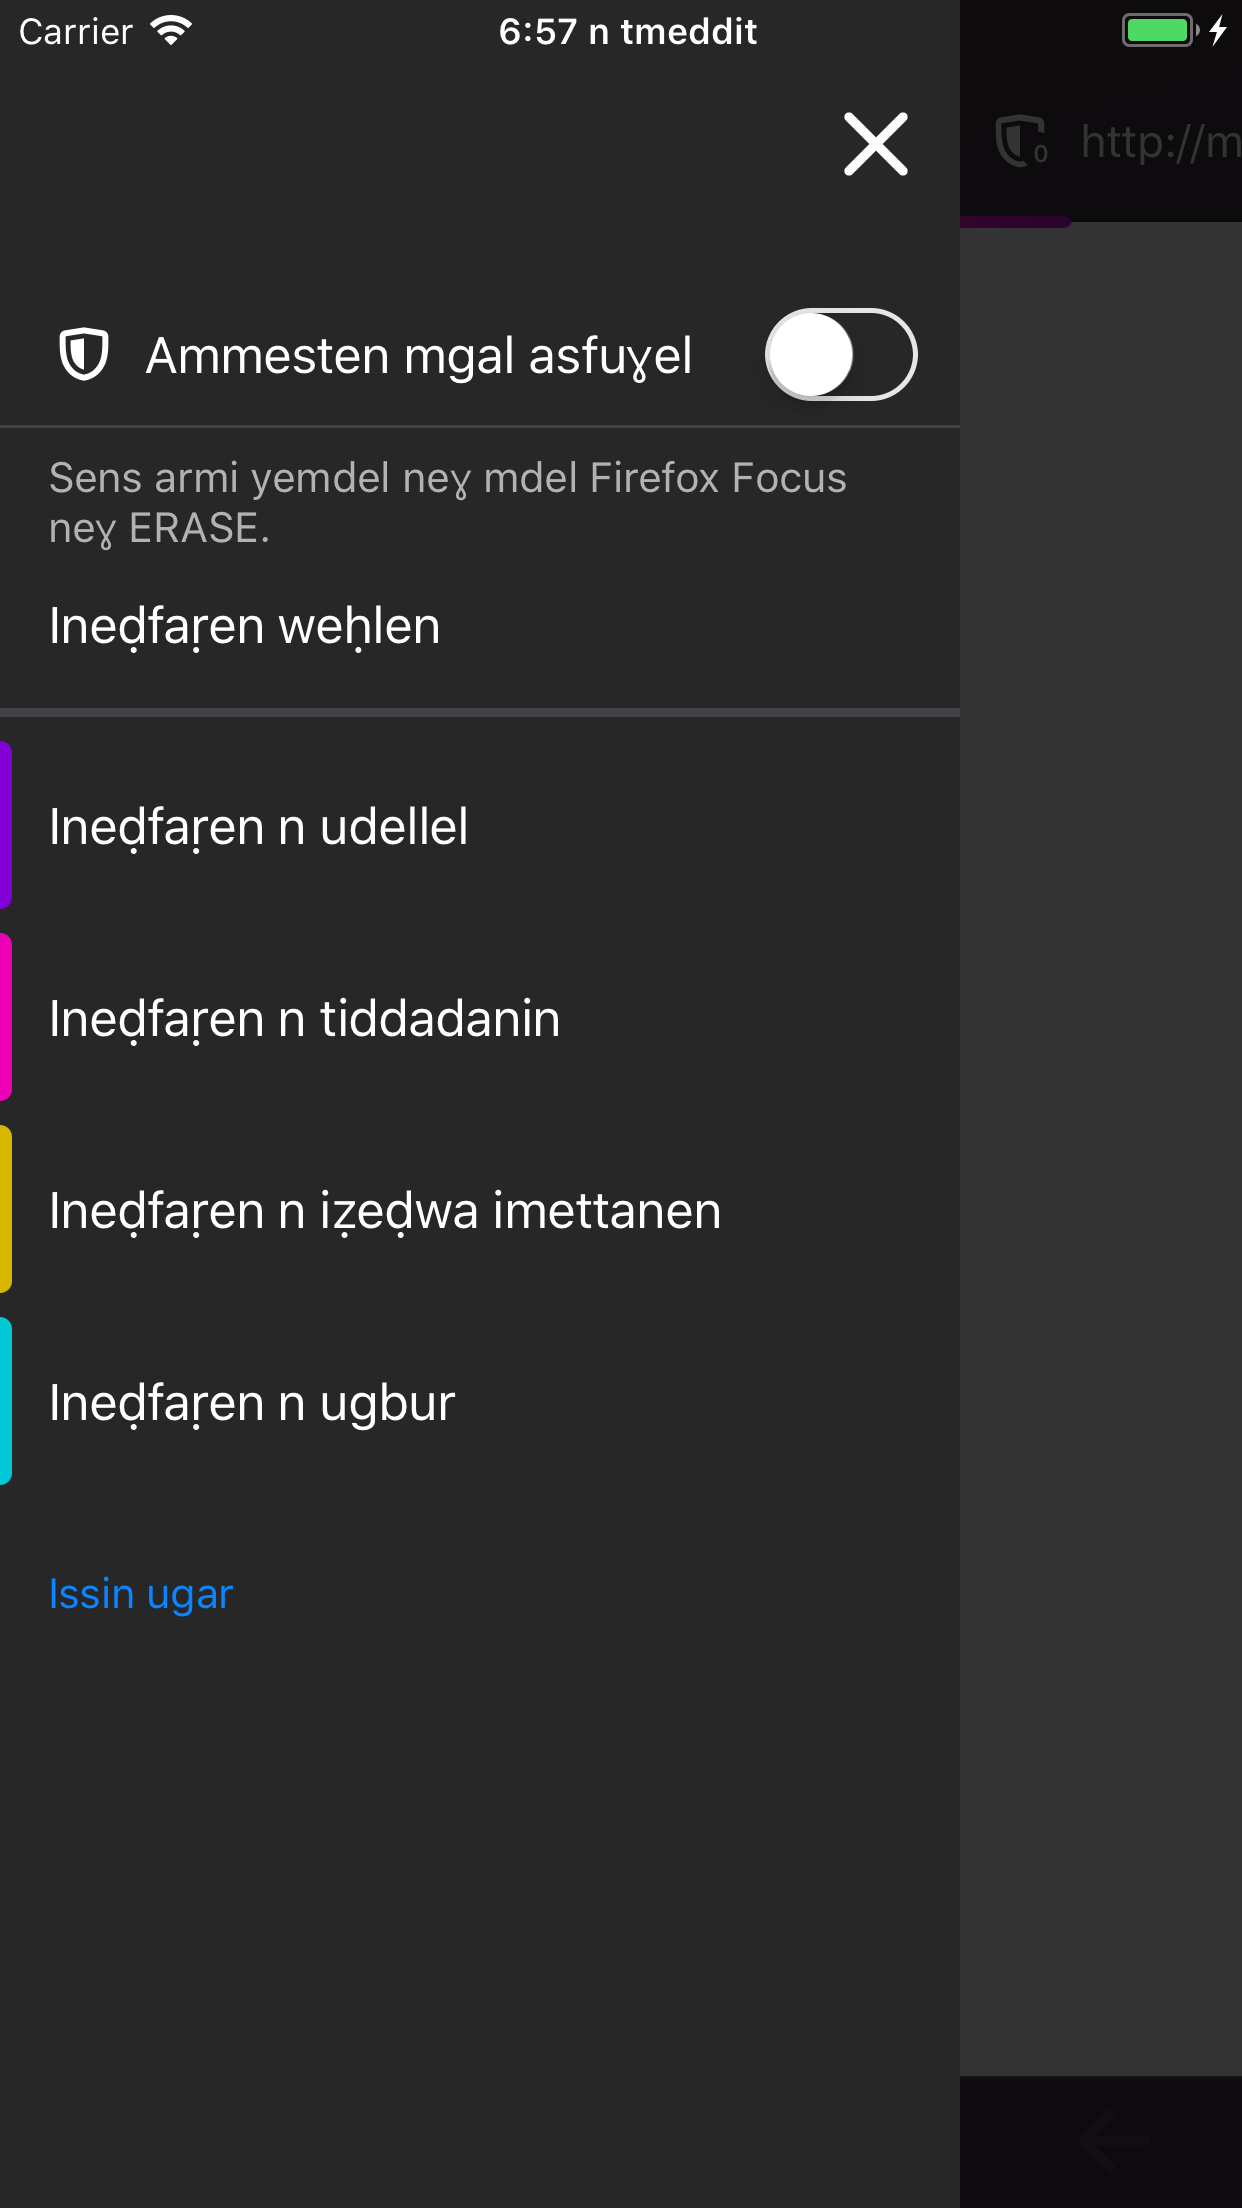 Carrier 6:57 n tmeddit
0 http://m
Ammesten mgal asfuɣel
Sens armi yemdel neɣ mdel Firefox Focus
neɣ ERASE.
Ineḍfaṛen weḥlen
Ineḍfaṛen n udellel
Ineḍfaṛen n tiddadanin
Ineḍfaṛen n iẓeḍwa imettanen
Ineḍfaṛen n ugbur
Issin ugar